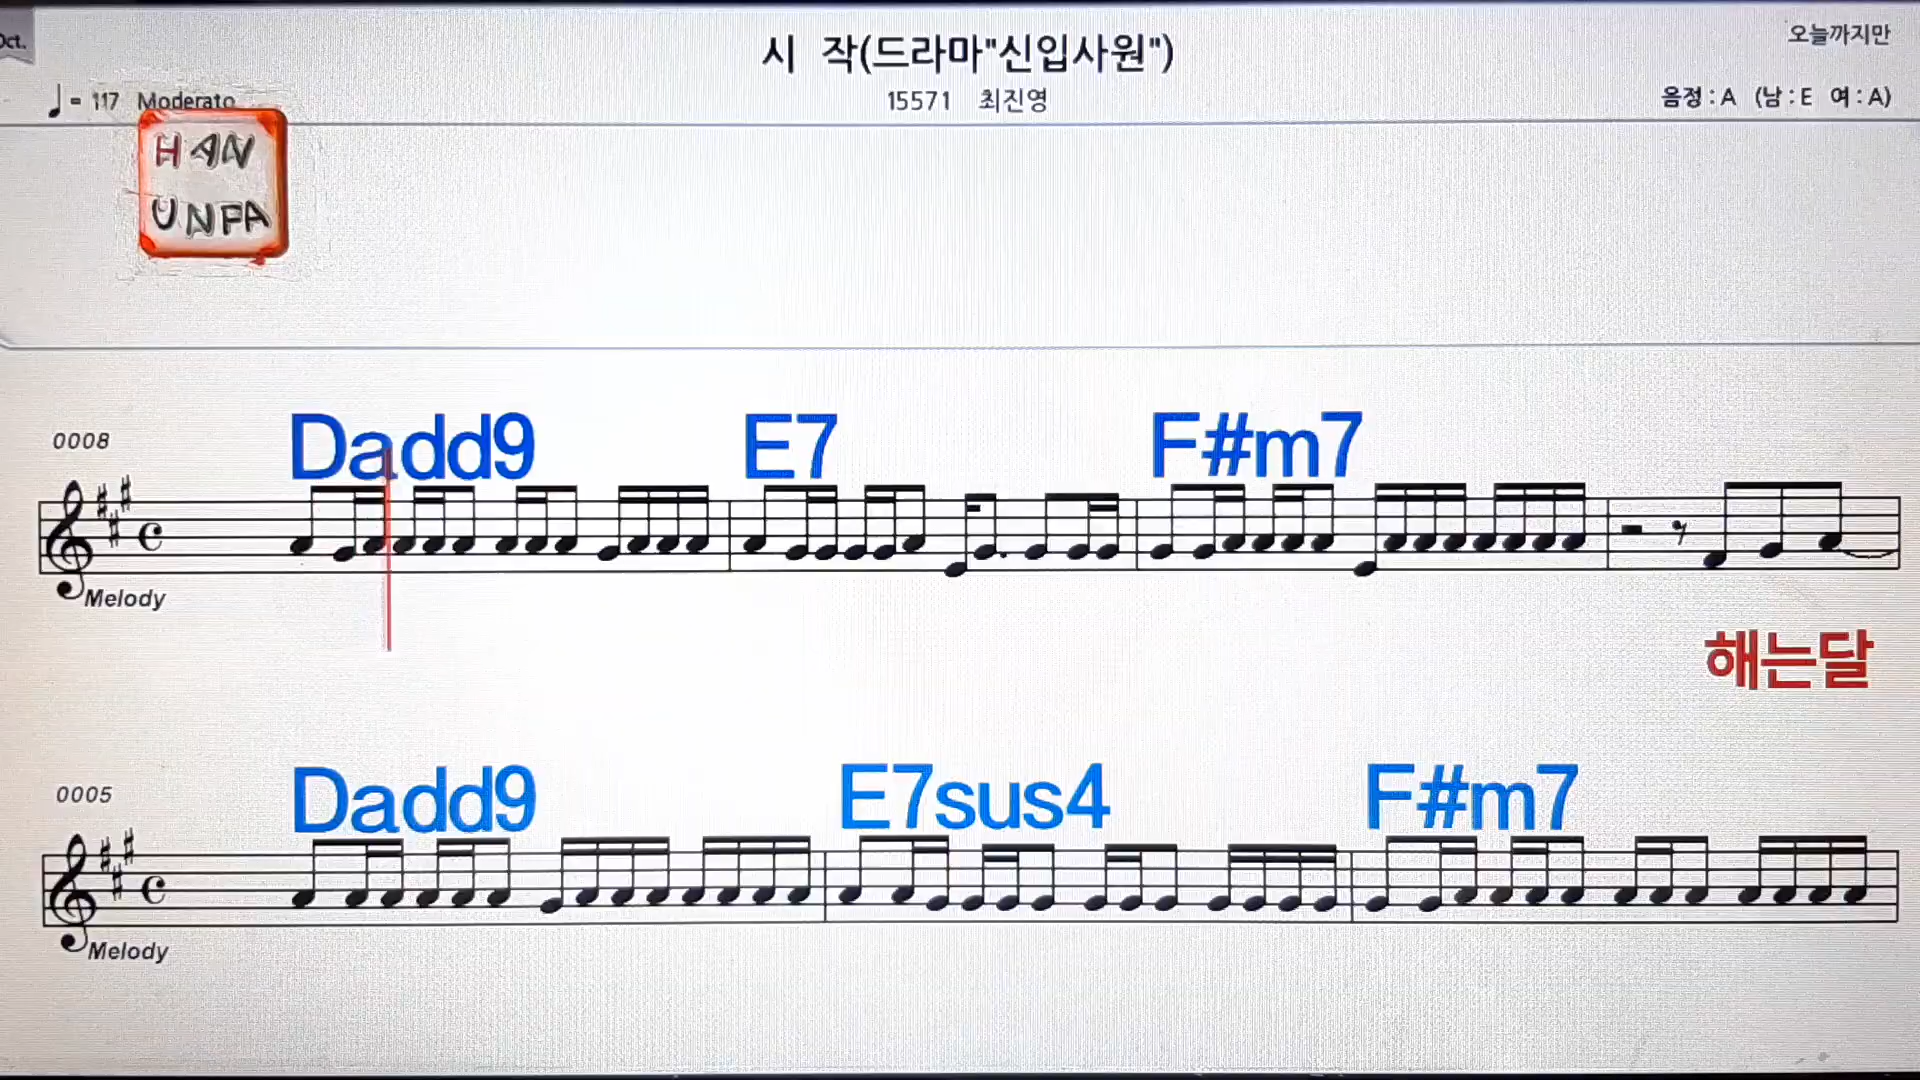 Oct.
시 작(드라마"신입사원")
오늘까지만
♩= 117 Moderato
15571 최진영
음정 : A (남 : E 여 : A)
HAN
UNPA
0008
Dadd9 E7 F#m7
Melody
해는달
0005
Dadd9 E7sus4 F#m7
Melody